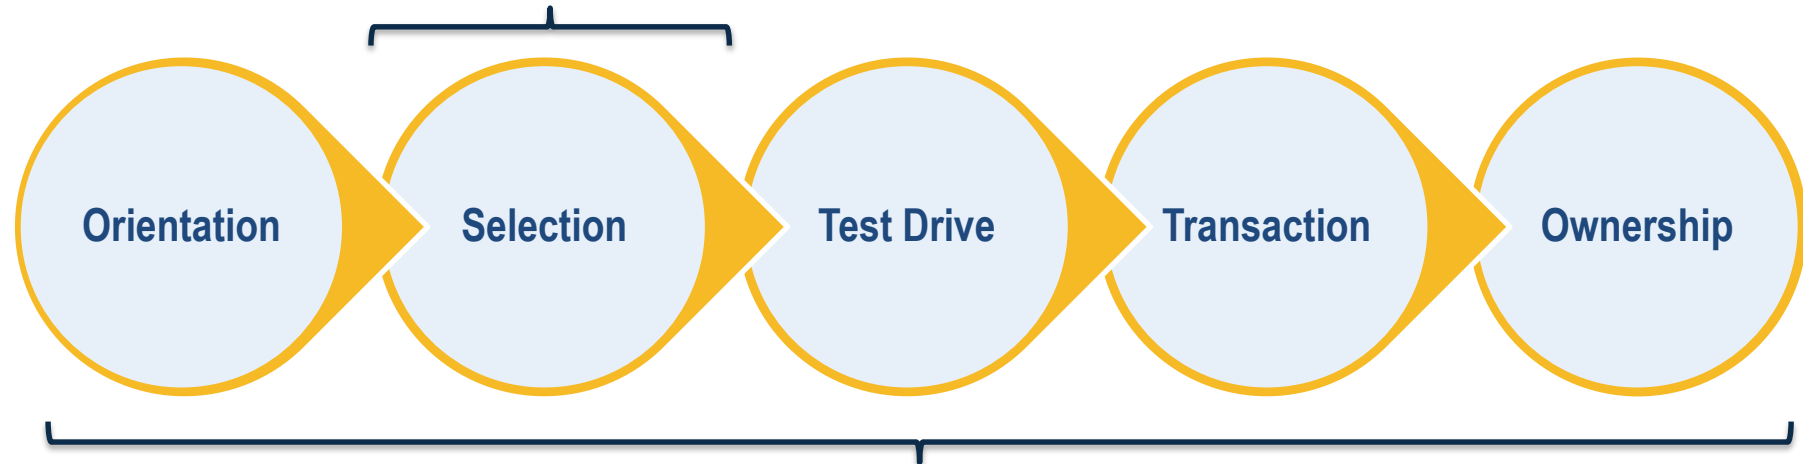 Orientation
Selection
Test Drive
Transaction
Ownership